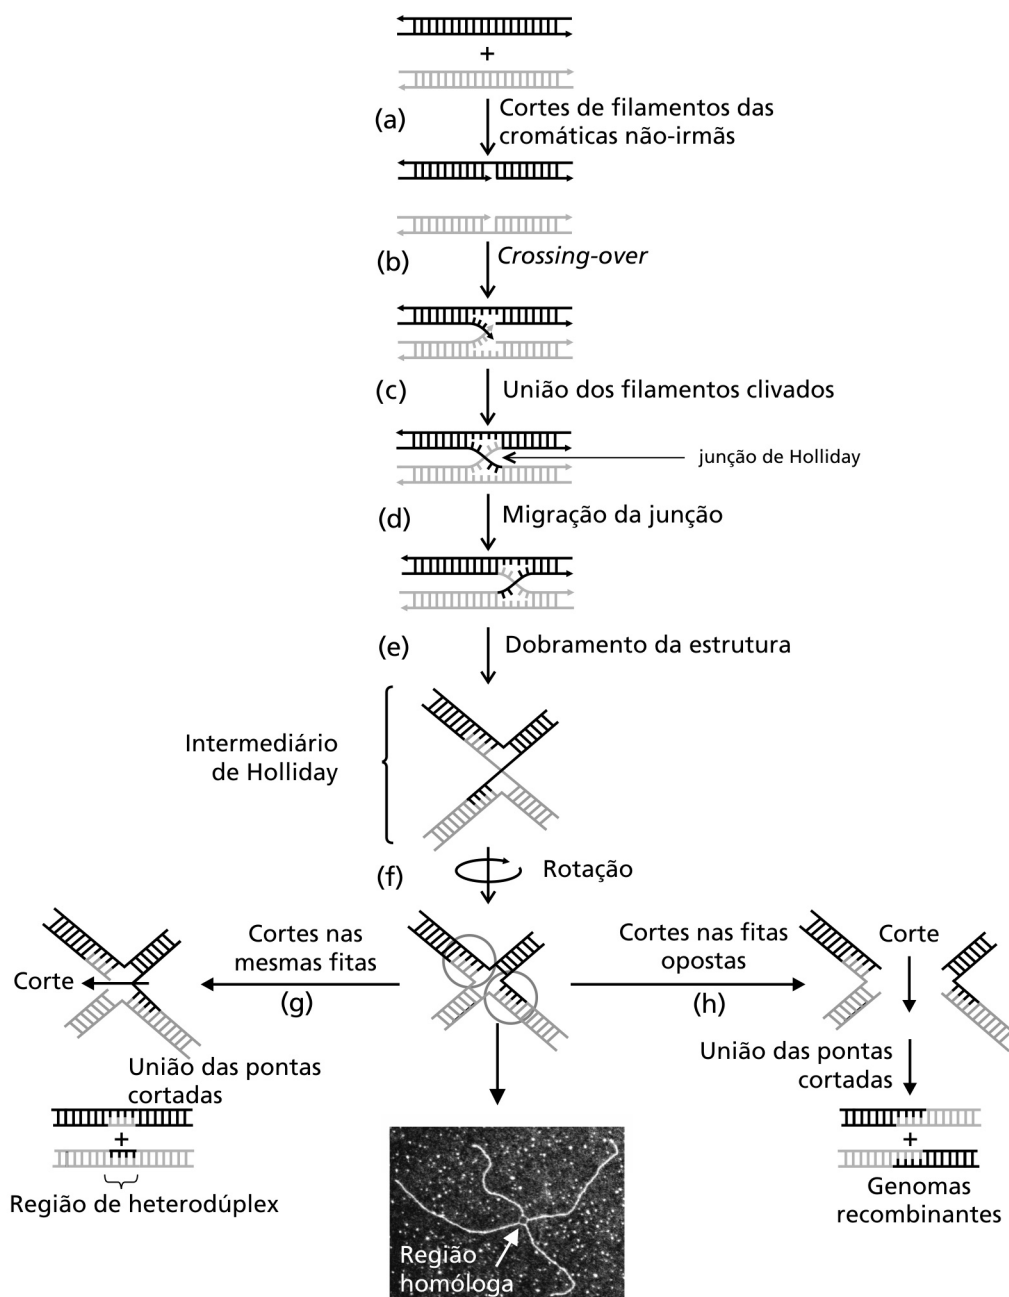 +
(a)
Cortes de filamentos das
cromáticas não-irmãs
(b)
Crossing-over
(c)
União dos filamentos clivados
junção de Holliday
(d)
Migração da junção
(e)
Dobramento da estrutura
Intermediário
de Holliday
(f)
Rotação
Cortes nas
mesmas fitas
(g)
Corte
União das pontas
cortadas
+
Região de heterodúplex
Cortes nas fitas
opostas
(h)
Corte
União das pontas
cortadas
+
Genomas
recombinantes
Região
homóloga